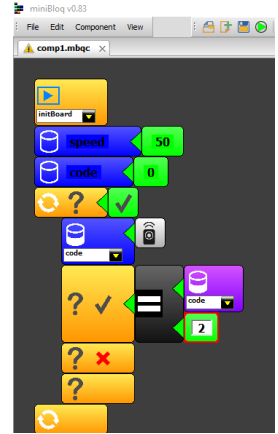 miniBloq v0.83
File Edit Component View
comp1.mbqc
initBoard
speed 50
code 0
code
code
2